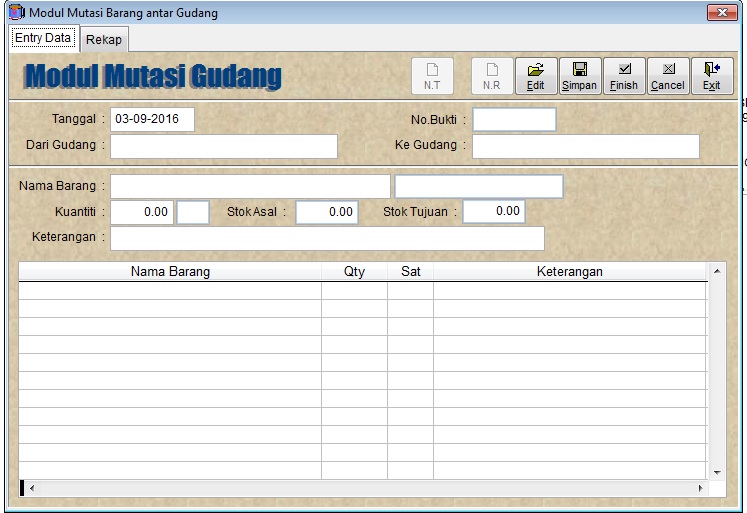 Modul Mutasi Barang antar Gudang
Entry Data Rekap
Modul Mutasi Gudang
N.T N.R Edit Simpan Finish Cancel Exit
Tanggal : 03-09-2016 No.Bukti :
Dari Gudang : Ke Gudang :
Nama Barang :
Kuantiti : 0.00 Stok Asal : 0.00 Stok Tujuan : 0.00
Keterangan :
Nama Barang Qty Sat Keterangan